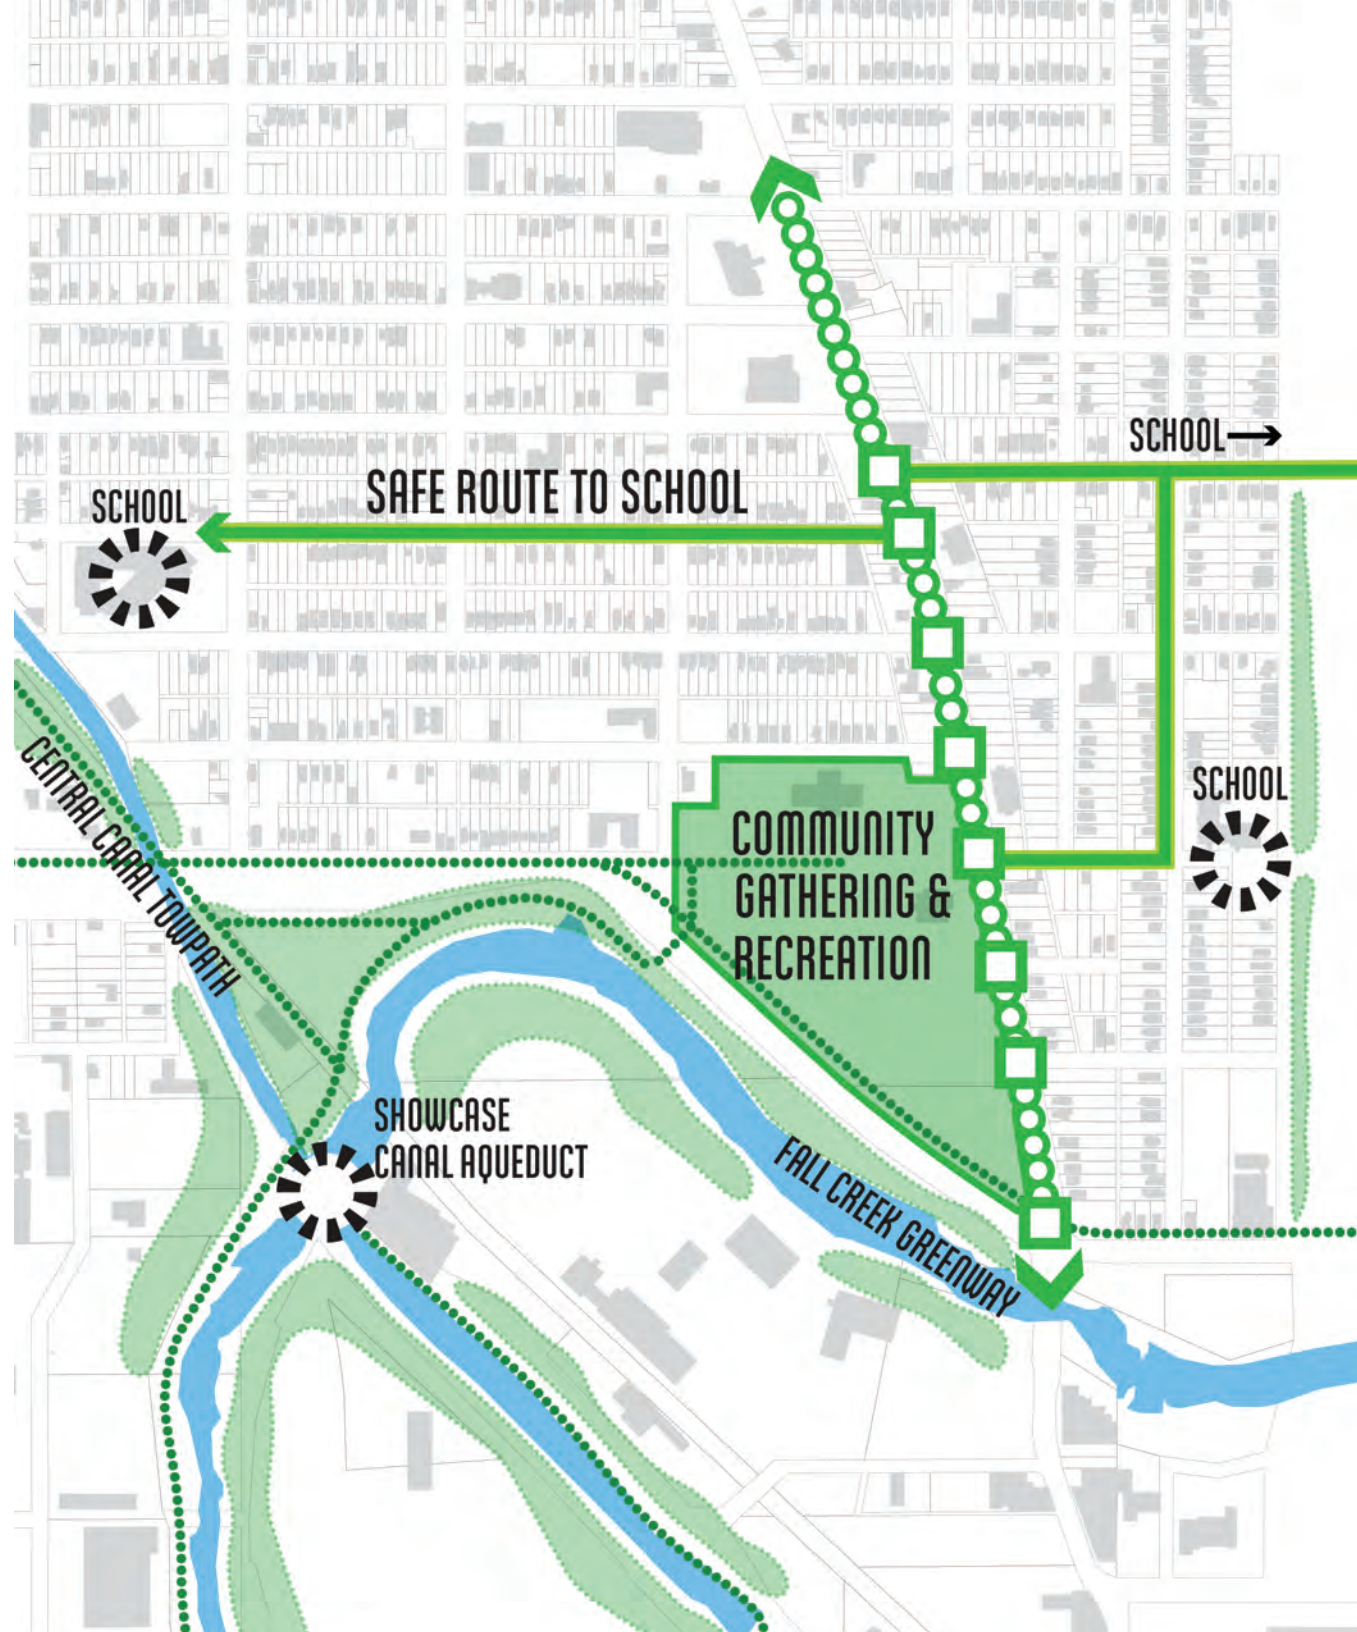 SCHOOL
SAFE ROUTE TO SCHOOL
SCHOOL
CENTRAL CANAL TOWPATH
COMMUNITY
GATHERING &
RECREATION
SCHOOL
SHOWCASE
CANAL AQUEDUCT
FALL CREEK GREENWAY